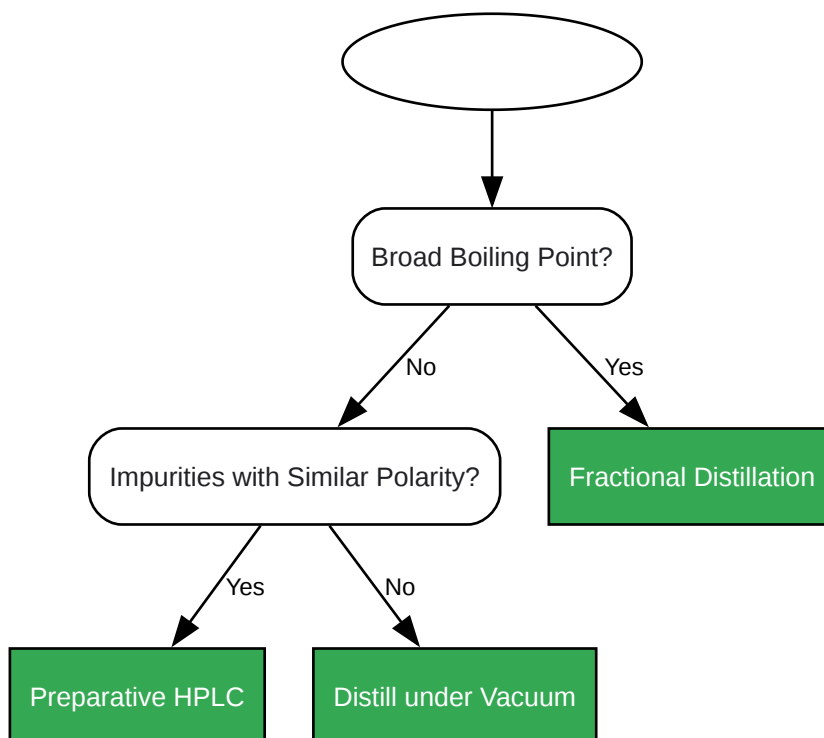 Broad Boiling Point?
No
Yes
Impurities with Similar Polarity?
Fractional Distillation
Yes
No
Preparative HPLC
Distill under Vacuum